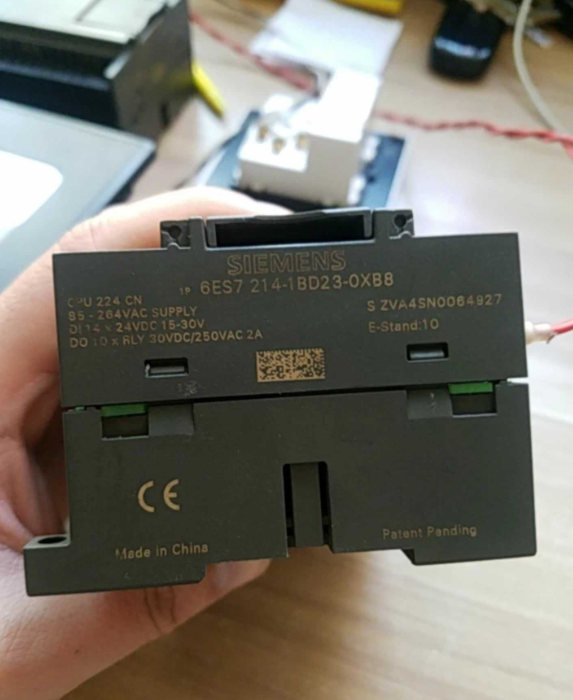 SIEMENS
1P 6ES7 214-1BD23-0XB8
CPU 224 CN
85 - 264VAC SUPPLY
DI 14 x 24VDC 15-30V
DO 10 x RLY 30VDC/250VAC 2A
S ZVA4SN0064927
E-Stand:10
CE
Made in China
Patent Pending